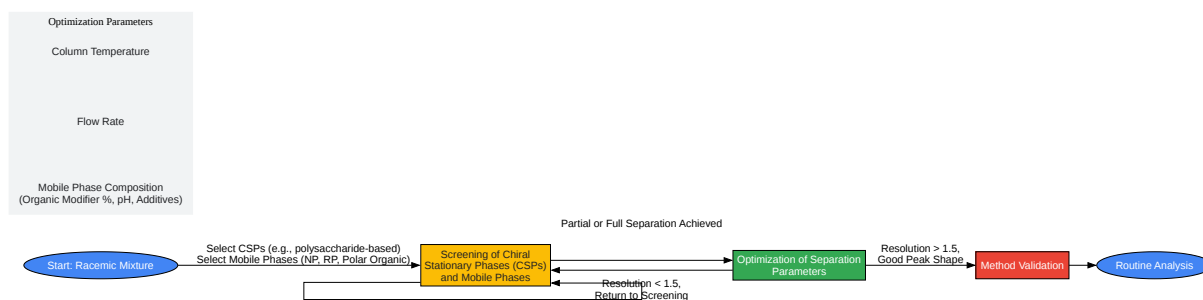 Optimization Parameters
Column Temperature
Flow Rate
Mobile Phase Composition
(Organic Modifier %, pH, Additives)
Partial or Full Separation Achieved
Start: Racemic Mixture
Select CSPs (e.g., polysaccharide-based)
Select Mobile Phases (NP, RP, Polar Organic)
Screening of Chiral
Stationary Phases (CSPs)
and Mobile Phases
Optimization of Separation
Parameters
Resolution > 1.5,
Good Peak Shape
Method Validation
Routine Analysis
Resolution < 1.5,
Return to Screening